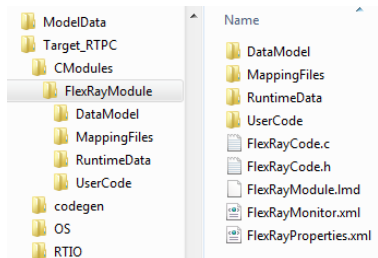 ModelData
Target_RTPC
CModules
FlexRayModule
DataModel
MappingFiles
RuntimeData
UserCode
codegen
OS
RTIO
Name
DataModel
MappingFiles
RuntimeData
UserCode
FlexRayCode.c
FlexRayCode.h
FlexRayModule.lmd
FlexRayMonitor.xml
FlexRayProperties.xml